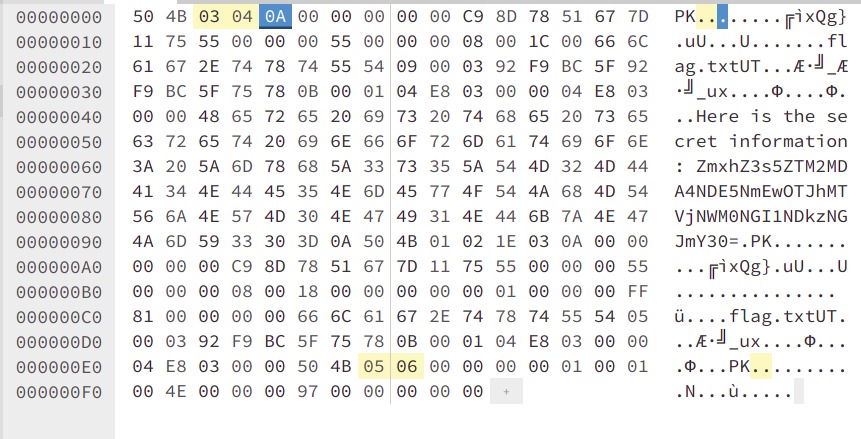 00000000 50 4B 03 04 0A 00 00 00 00 00 C9 8D 78 51 67 7D PK........╔ìxQg}
00000010 11 75 55 00 00 00 55 00 00 00 08 00 1C 00 66 6C .uU...U.......fl
00000020 61 67 2E 74 78 74 55 54 09 00 03 92 F9 BC 5F 92 ag.txtUT...Æ·╝_Æ
00000030 F9 BC 5F 75 78 0B 00 01 04 E8 03 00 00 04 E8 03 ·╝_ux....Φ....Φ.
00000040 00 00 48 65 72 65 20 69 73 20 74 68 65 20 73 65 ..Here is the se
00000050 63 72 65 74 20 69 6E 66 6F 72 6D 61 74 69 6F 6E cret information
00000060 3A 20 5A 6D 78 68 5A 33 73 35 5A 54 4D 32 4D 44 : ZmxhZ3s5ZTM2MD
00000070 41 34 4E 44 45 35 4E 6D 45 77 4F 54 4A 68 4D 54 A4NDE5NmEwOTJhMT
00000080 56 6A 4E 57 4D 30 4E 47 49 31 4E 44 6B 7A 4E 47 VjNWM0NGI1NDkzNG
00000090 4A 6D 59 33 30 3D 0A 50 4B 01 02 1E 03 0A 00 00 JmY30=.PK.......
000000A0 00 00 00 C9 8D 78 51 67 7D 11 75 55 00 00 00 55 ...╔ìxQg}.uU...U
000000B0 00 00 00 08 00 18 00 00 00 00 00 01 00 00 00 FF ...............
000000C0 81 00 00 00 00 66 6C 61 67 2E 74 78 74 55 54 05 ü....flag.txtUT.
000000D0 00 03 92 F9 BC 5F 75 78 0B 00 01 04 E8 03 00 00 ..Æ·╝_ux....Φ...
000000E0 04 E8 03 00 00 50 4B 05 06 00 00 00 00 01 00 01 .Φ...PK.........
000000F0 00 4E 00 00 00 97 00 00 00 00 00 + .N...ù.....